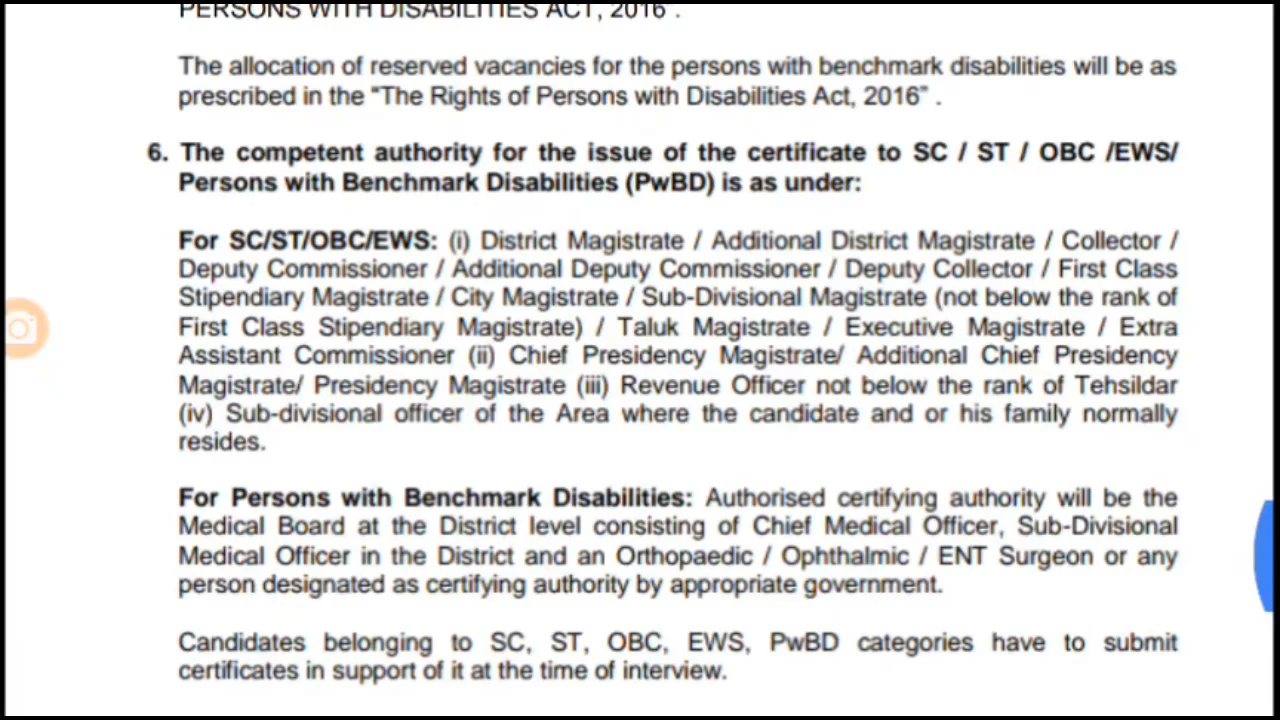 PERSONS WITH DISABILITIES ACT, 2016".
The allocation of reserved vacancies for the persons with benchmark disabilities will be as
prescribed in the “The Rights of Persons with Disabilities Act, 2016” .
6. The competent authority for the issue of the certificate to SC / ST / OBC /EWS/
Persons with Benchmark Disabilities (PwBD) is as under:
For SC/ST/OBC/EWS: (i) District Magistrate / Additional District Magistrate / Collector /
Deputy Commissioner / Additional Deputy Commissioner / Deputy Collector / First Class
Stipendiary Magistrate / City Magistrate / Sub-Divisional Magistrate (not below the rank of
First Class Stipendiary Magistrate) / Taluk Magistrate / Executive Magistrate / Extra
Assistant Commissioner (ii) Chief Presidency Magistrate/ Additional Chief Presidency
Magistrate/ Presidency Magistrate (iii) Revenue Officer not below the rank of Tehsildar
(iv) Sub-divisional officer of the Area where the candidate and or his family normally
resides.
For Persons with Benchmark Disabilities: Authorised certifying authority will be the
Medical Board at the District level consisting of Chief Medical Officer, Sub-Divisional
Medical Officer in the District and an Orthopaedic / Ophthalmic / ENT Surgeon or any
person designated as certifying authority by appropriate government.
Candidates belonging to SC, ST, OBC, EWS, PwBD categories have to submit
certificates in support of it at the time of interview.